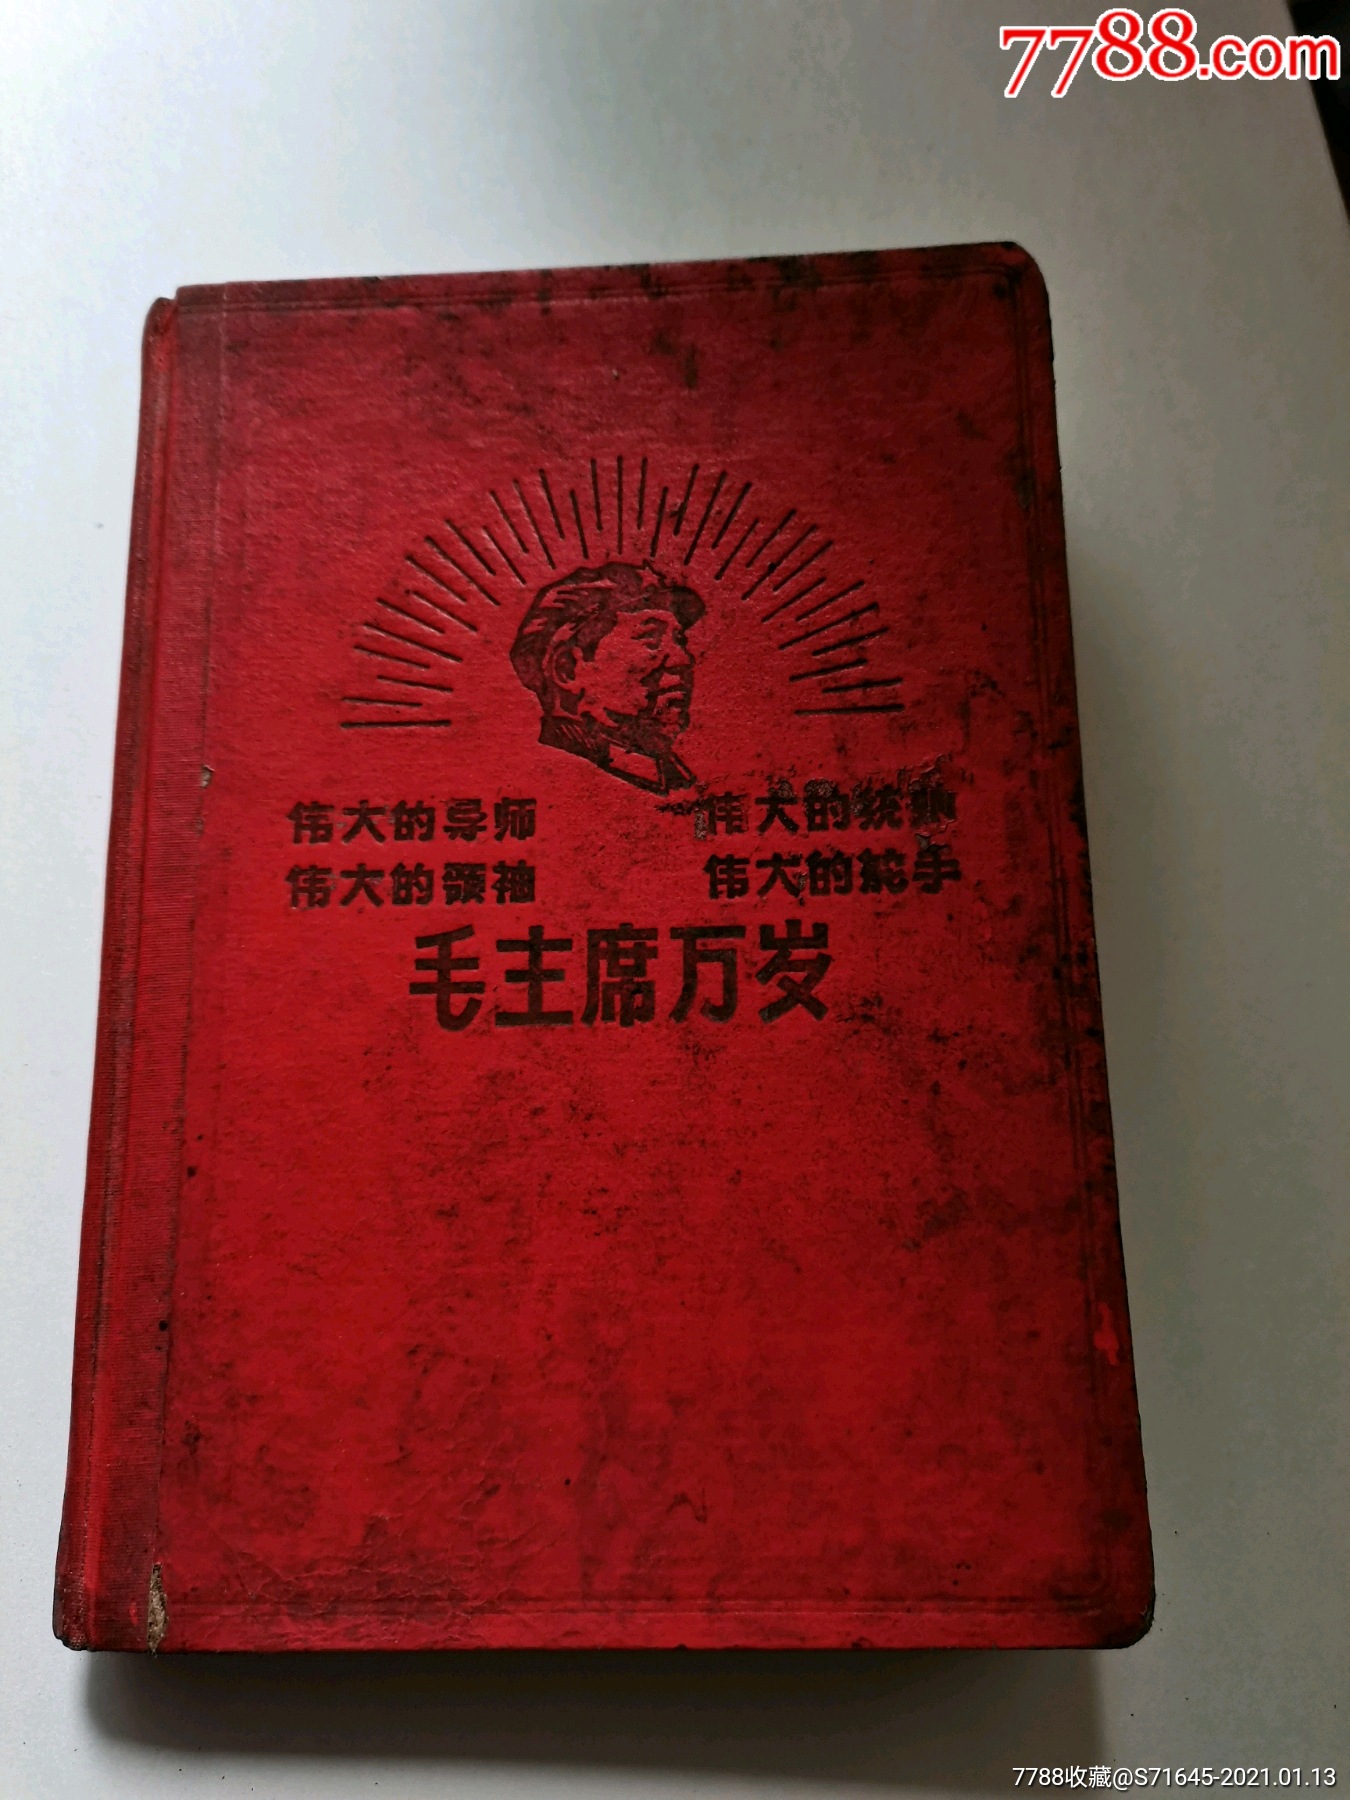 7788.com
伟大的导师 伟大的统帅
伟大的领袖 伟大的舵手
毛主席万岁
7788收藏@S71645-2021.01.13